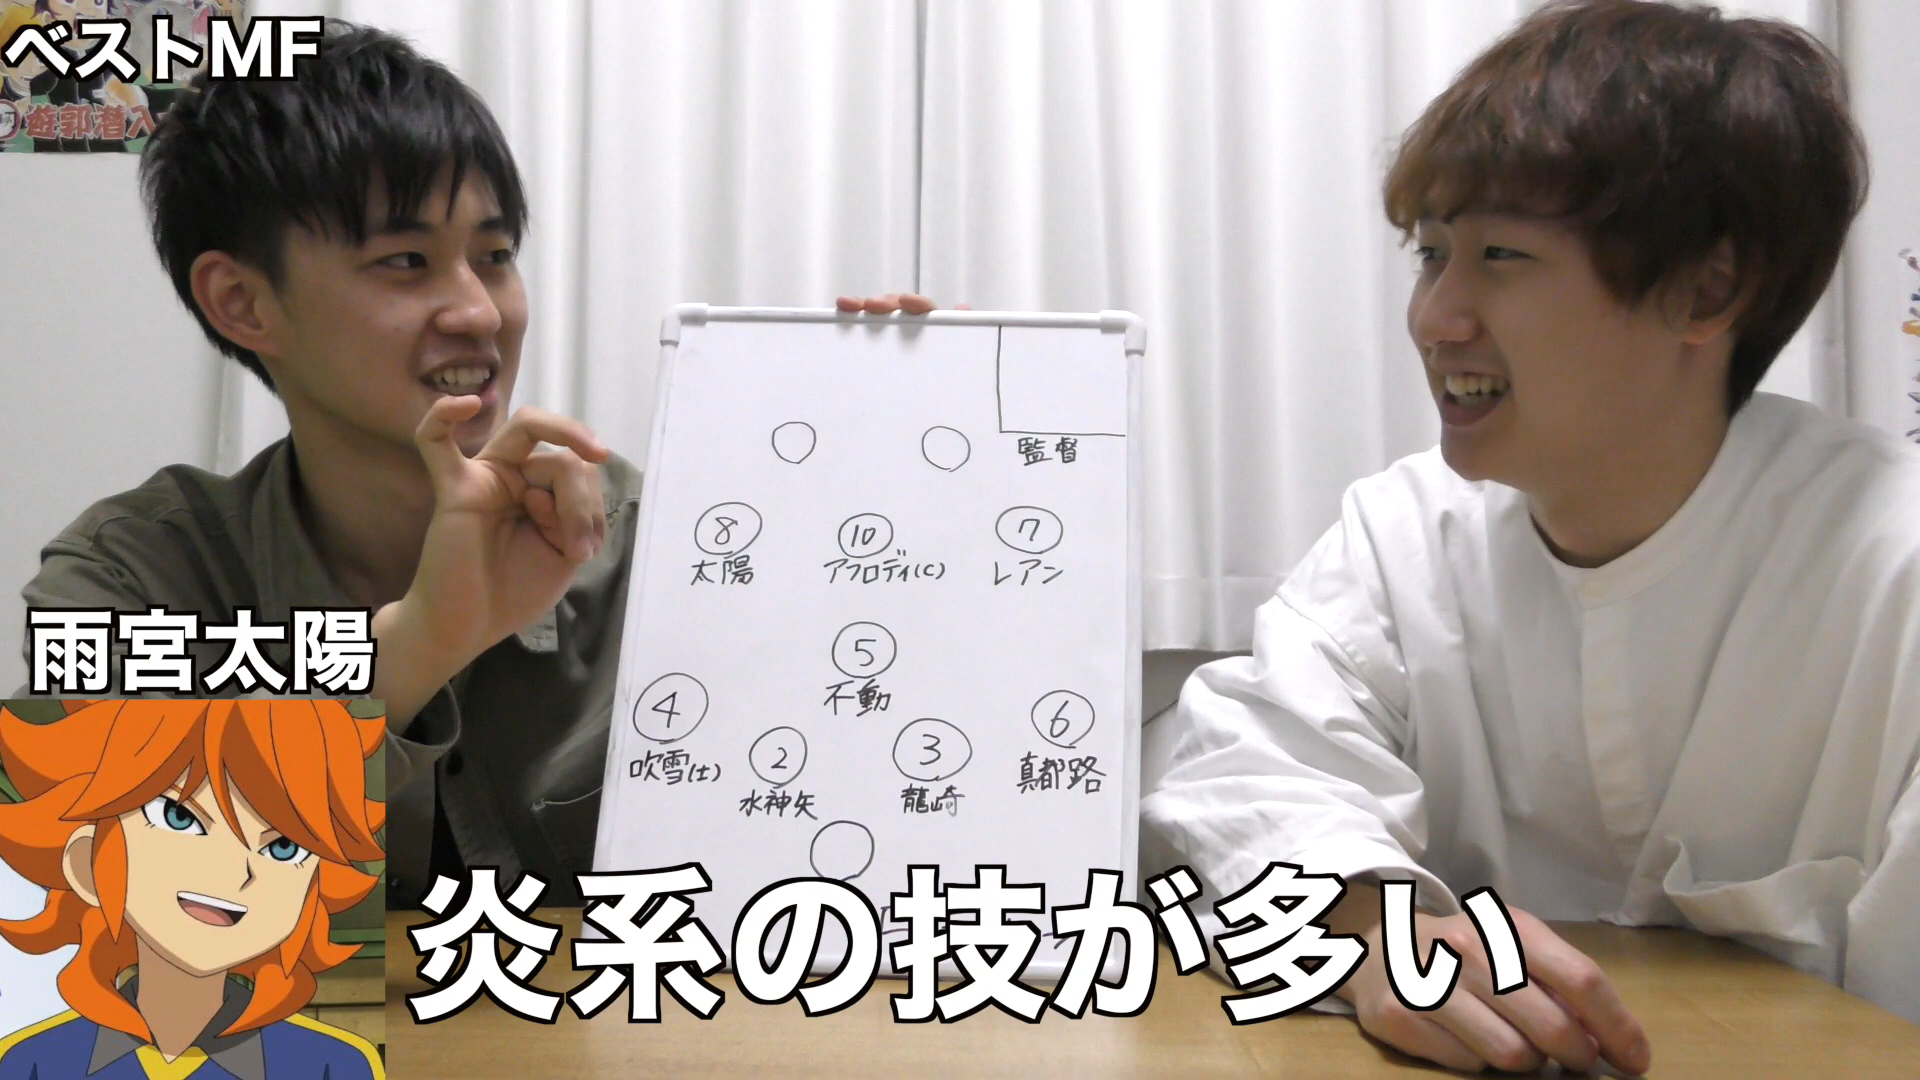 ベストMF
遊郭潜入
監督
8 10 7
太陽 アフロディ(C) レアン
5
不動
4 6
2 3
吹雪(士) 真都路
水神矢 龍崎
雨宮太陽
炎系の技が多い